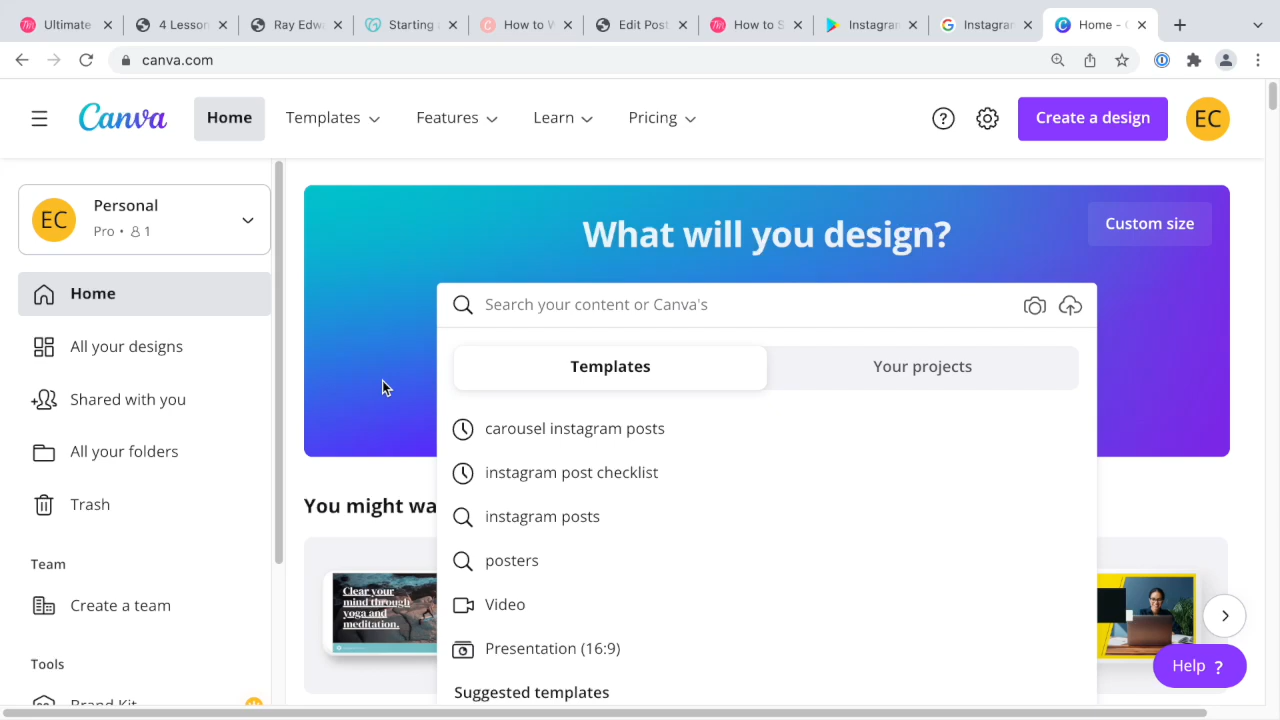 Ultimate
4 Lesson
Ray Edw
Starting
How to W
Edit Post
How to S
Instagram
Instagram
Home -
canva.com
Canva
Home
Templates
Features
Learn
Pricing
Create a design
EC
EC
Personal
Pro • 1
Home
All your designs
Shared with you
All your folders
Trash
Team
Create a team
Tools
Brand Kit
What will you design?
Custom size
Search your content or Canva's
Templates
Your projects
carousel instagram posts
instagram post checklist
instagram posts
posters
Video
Presentation (16:9)
Suggested templates
You might wa
Clear your
mind through
yoga and
meditation.
Help ?